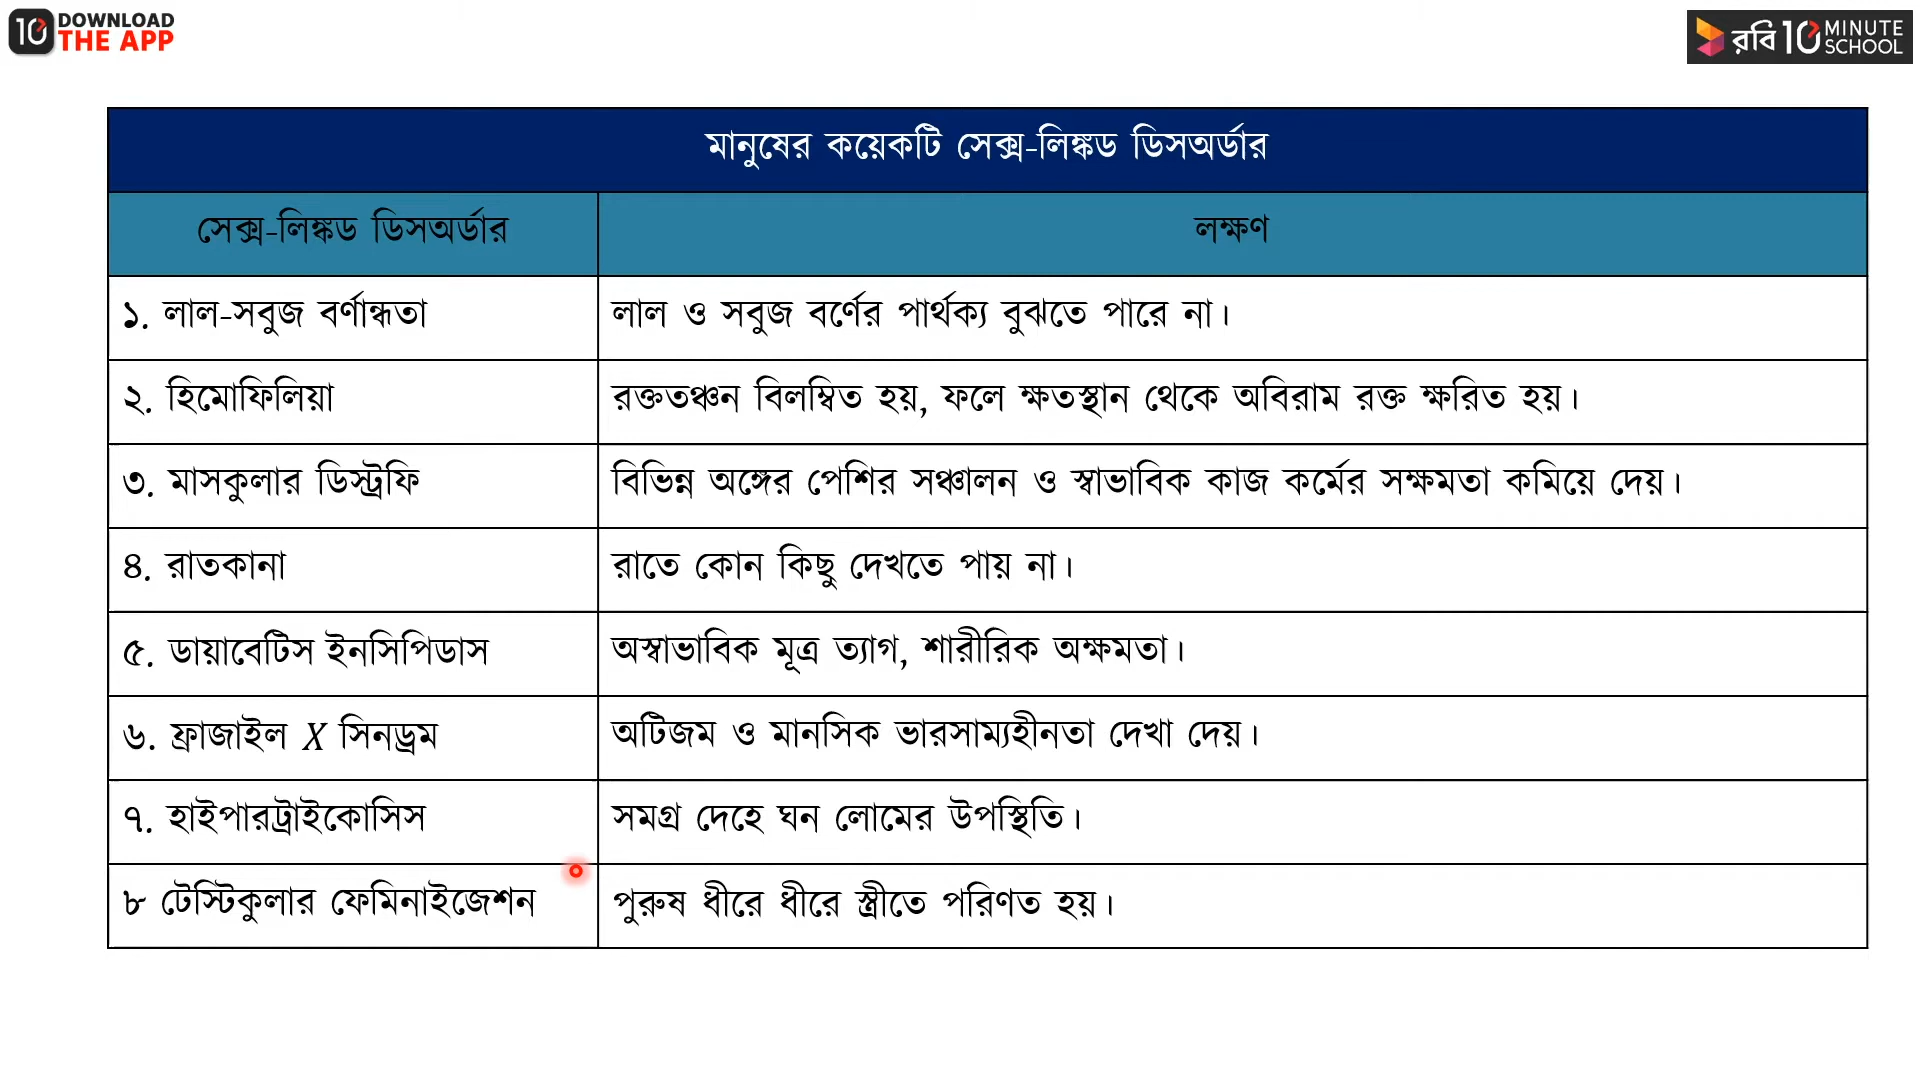 10 DOWNLOAD THE APP
রবি 10 MINUTE SCHOOL
মানুষের কয়েকটি সেক্স-লিঙ্কড ডিসঅর্ডার
সেক্স-লিঙ্কড ডিসঅর্ডার লক্ষণ
১. লাল-সবুজ বর্ণান্ধতা লাল ও সবুজ বর্ণের পার্থক্য বুঝতে পারে না।
২. হিমোফিলিয়া রক্ততঞ্চন বিলম্বিত হয়, ফলে ক্ষতস্থান থেকে অবিরাম রক্ত ক্ষরিত হয়।
৩. মাসকুলার ডিস্ট্রফি বিভিন্ন অঙ্গের পেশির সঞ্চালন ও স্বাভাবিক কাজ কর্মের সক্ষমতা কমিয়ে দেয়।
৪. রাতকানা রাতে কোন কিছু দেখতে পায় না।
৫. ডায়াবেটিস ইনসিপিডাস অস্বাভাবিক মূত্র ত্যাগ, শারীরিক অক্ষমতা।
৬. ফ্রাজাইল X সিনড্রম অটিজম ও মানসিক ভারসাম্যহীনতা দেখা দেয়।
৭. হাইপারট্রাইকোসিস সমগ্র দেহে ঘন লোমের উপস্থিতি।
৮ টেস্টিকুলার ফেমিনাইজেশন পুরুষ ধীরে ধীরে স্ত্রীতে পরিণত হয়।